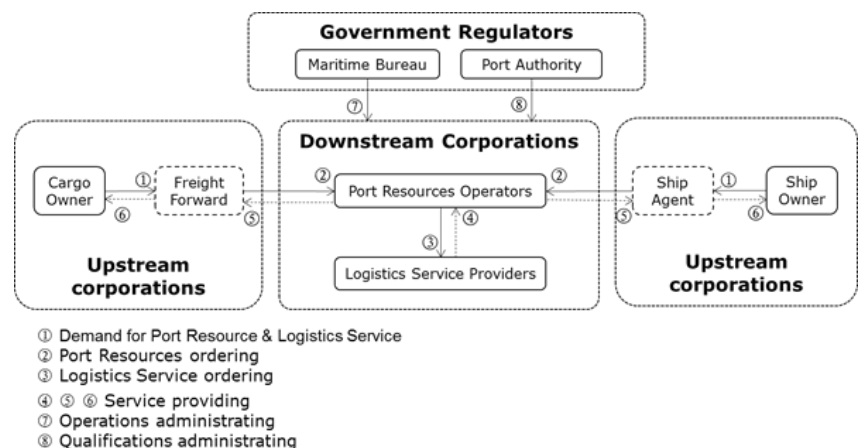 Government Regulators
Maritime Bureau
Port Authority
⑦
⑧
Downstream Corporations
Cargo
Owner
①
⑥
Freight
Forward
②
⑤
Port Resources Operators
②
⑤
Ship
Agent
①
⑥
Ship
Owner
③
④
Logistics Service Providers
Upstream
corporations
Upstream
corporations
① Demand for Port Resource & Logistics Service
② Port Resources ordering
③ Logistics Service ordering
④ ⑤ ⑥ Service providing
⑦ Operations administrating
⑧ Qualifications administrating